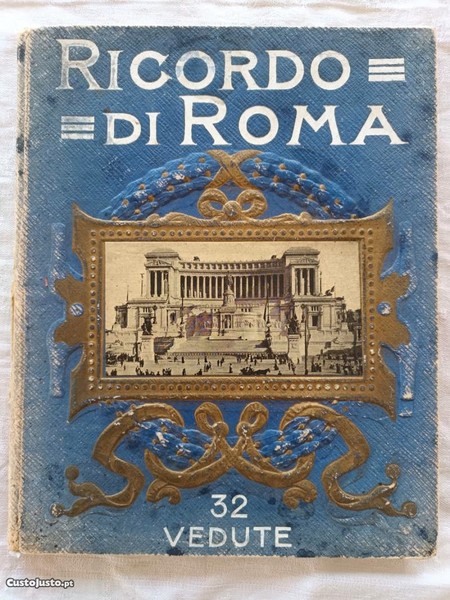 RICORDO
DI ROMA
32
VEDUTE
CustoJusto.pt